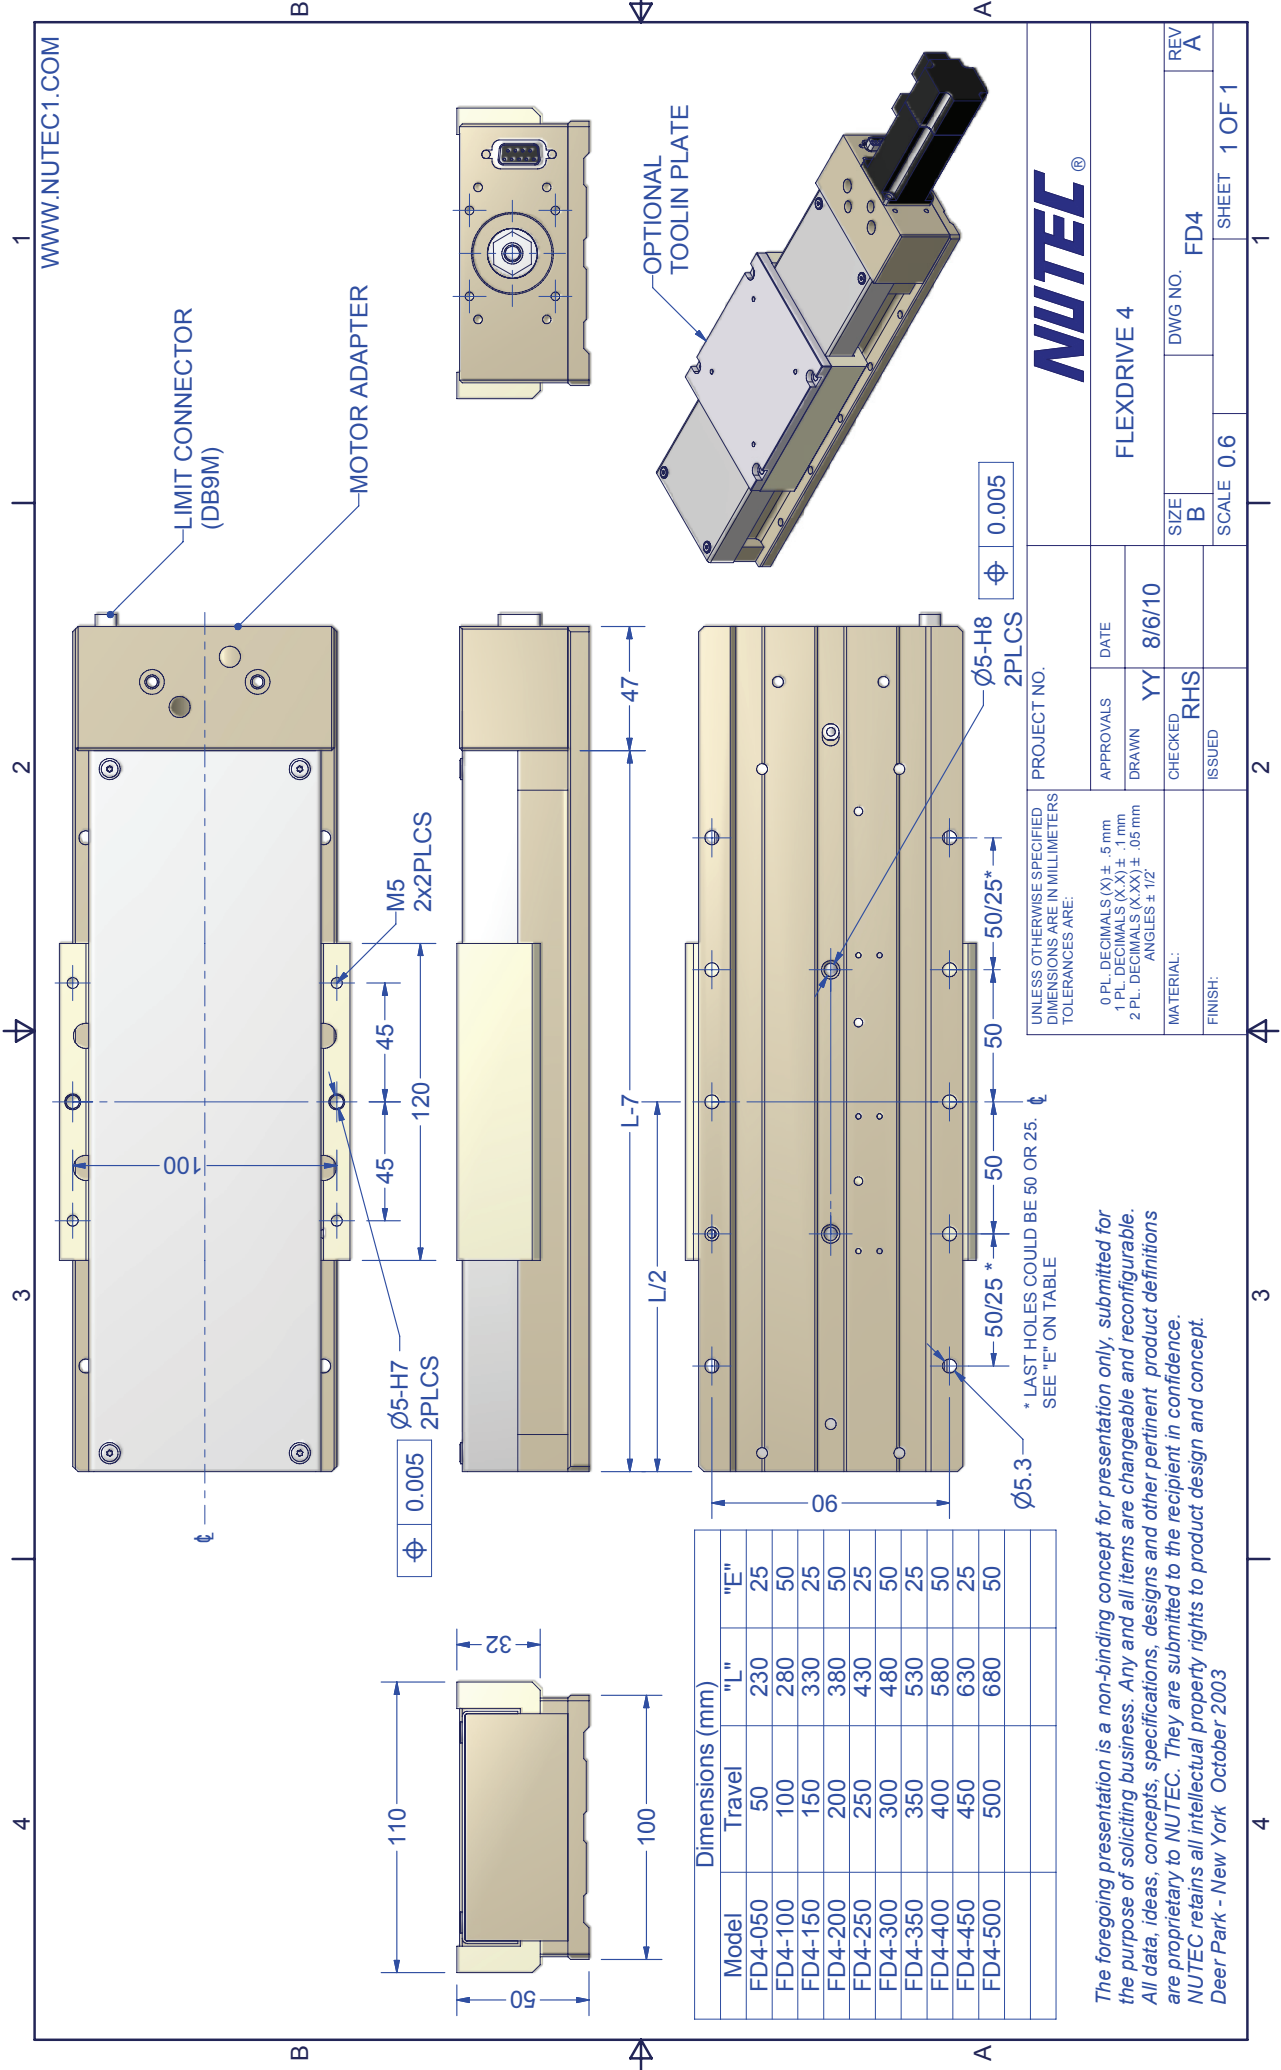 4
3
2
1
WWW.NUTEC1.COM
B
B
A
A
LIMIT CONNECTOR
(DB9M)
MOTOR ADAPTER
100
M5
2x2PLCS
45
45
120
Ø5-H7
2PLCS
0.005
110
32
50
100
47
L-7
L/2
OPTIONAL
TOOLIN PLATE
Ø5-H8
2PLCS
0.005
90
Ø5.3
50/25 *
50
50
50/25*
* LAST HOLES COULD BE 50 OR 25.
SEE "E" ON TABLE
Dimensions (mm)
Model Travel "L" "E"
FD4-050 50 230 25
FD4-100 100 280 50
FD4-150 150 330 25
FD4-200 200 380 50
FD4-250 250 430 25
FD4-300 300 480 50
FD4-350 350 530 25
FD4-400 400 580 50
FD4-450 450 630 25
FD4-500 500 680 50
The foregoing presentation is a non-binding concept for presentation only, submitted for
the purpose of soliciting business. Any and all items are changeable and reconfigurable.
All data, ideas, concepts, specifications, designs and other pertinent product definitions
are proprietary to NUTEC. They are submitted to the recipient in confidence.
NUTEC retains all intellectual property rights to product design and concept.
Deer Park - New York October 2003
UNLESS OTHERWISE SPECIFIED
DIMENSIONS ARE IN MILLIMETERS
TOLERANCES ARE:
0 PL. DECIMALS (X) ± .5 mm
1 PL. DECIMALS (X.X) ± .1 mm
2 PL. DECIMALS (X.XX) ± .05 mm
ANGLES ± 1/2°
MATERIAL:
FINISH:
PROJECT NO.
APPROVALS DATE
DRAWN YY 8/6/10
CHECKED RHS
ISSUED
NUTEC ®
FLEXDRIVE 4
SIZE B
DWG NO. FD4
REV A
SCALE 0.6
SHEET 1 OF 1
4
3
2
1